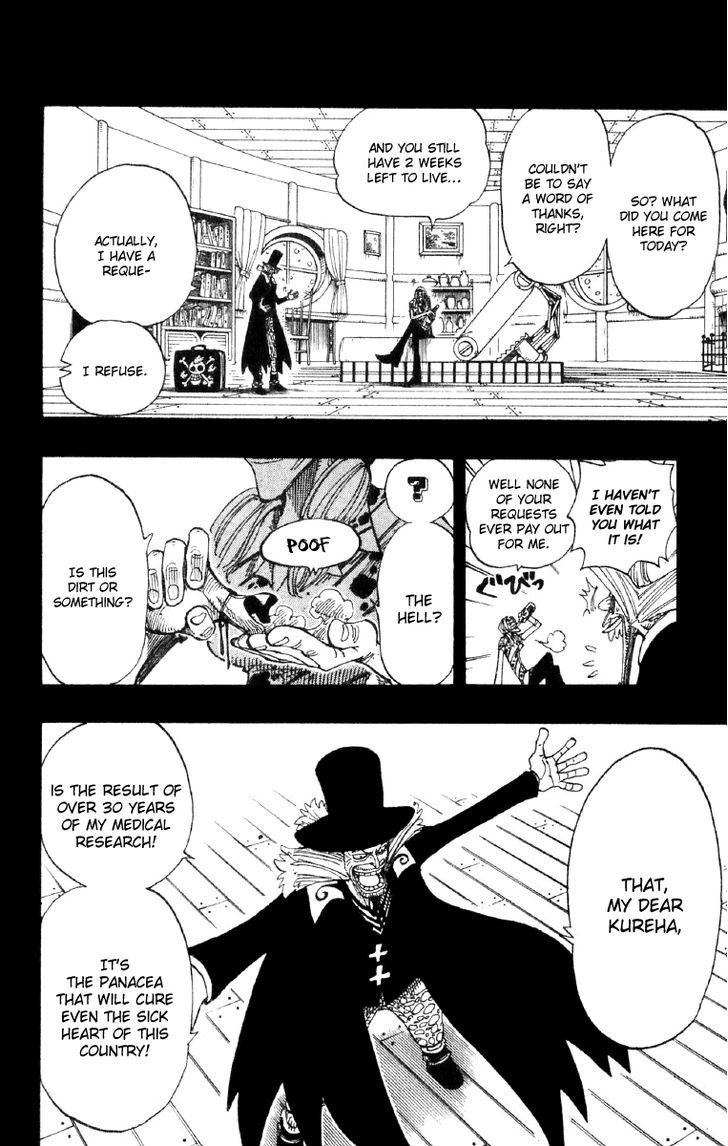 SO? WHAT
DID YOU COME
HERE FOR
TODAY?
COULDN'T
BE TO SAY
A WORD OF
THANKS,
RIGHT?
AND YOU STILL
HAVE 2 WEEKS
LEFT TO LIVE...
ACTUALLY,
I HAVE A
REQUE-
I REFUSE.
I HAVEN'T
EVEN TOLD
YOU WHAT
IT IS!
WELL NONE
OF YOUR
REQUESTS
EVER PAY OUT
FOR ME.
ぐびっ
?
THE
HELL?
POOF
IS THIS
DIRT OR
SOMETHING?
THAT,
MY DEAR
KUREHA,
IS THE RESULT OF
OVER 30 YEARS
OF MY MEDICAL
RESEARCH!
IT'S
THE PANACEA
THAT WILL CURE
EVEN THE SICK
HEART OF THIS
COUNTRY!